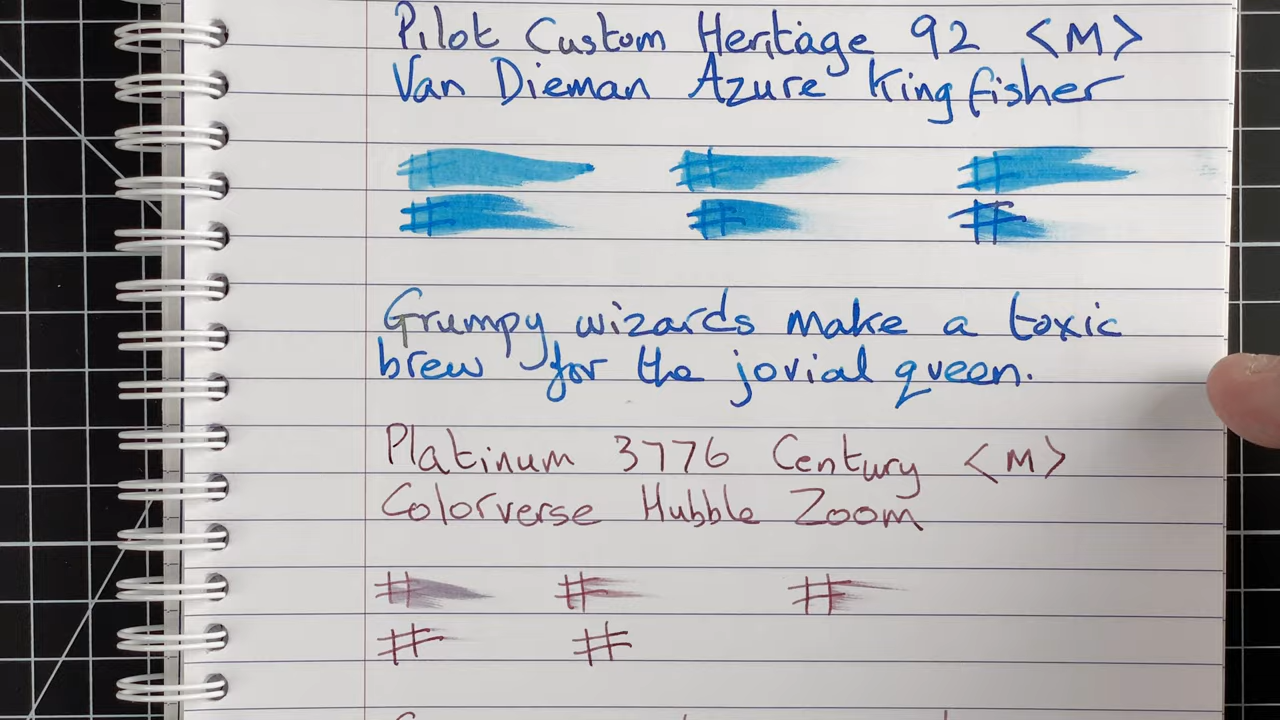 Pilot Custom Heritage 92 <M>
Van Dieman Azure Kingfisher
# # #
# # #
Grumpy wizards make a toxic
brew for the jovial queen.
Platinum 3776 Century <M>
Colorverse Hubble Zoom
# # #
# #